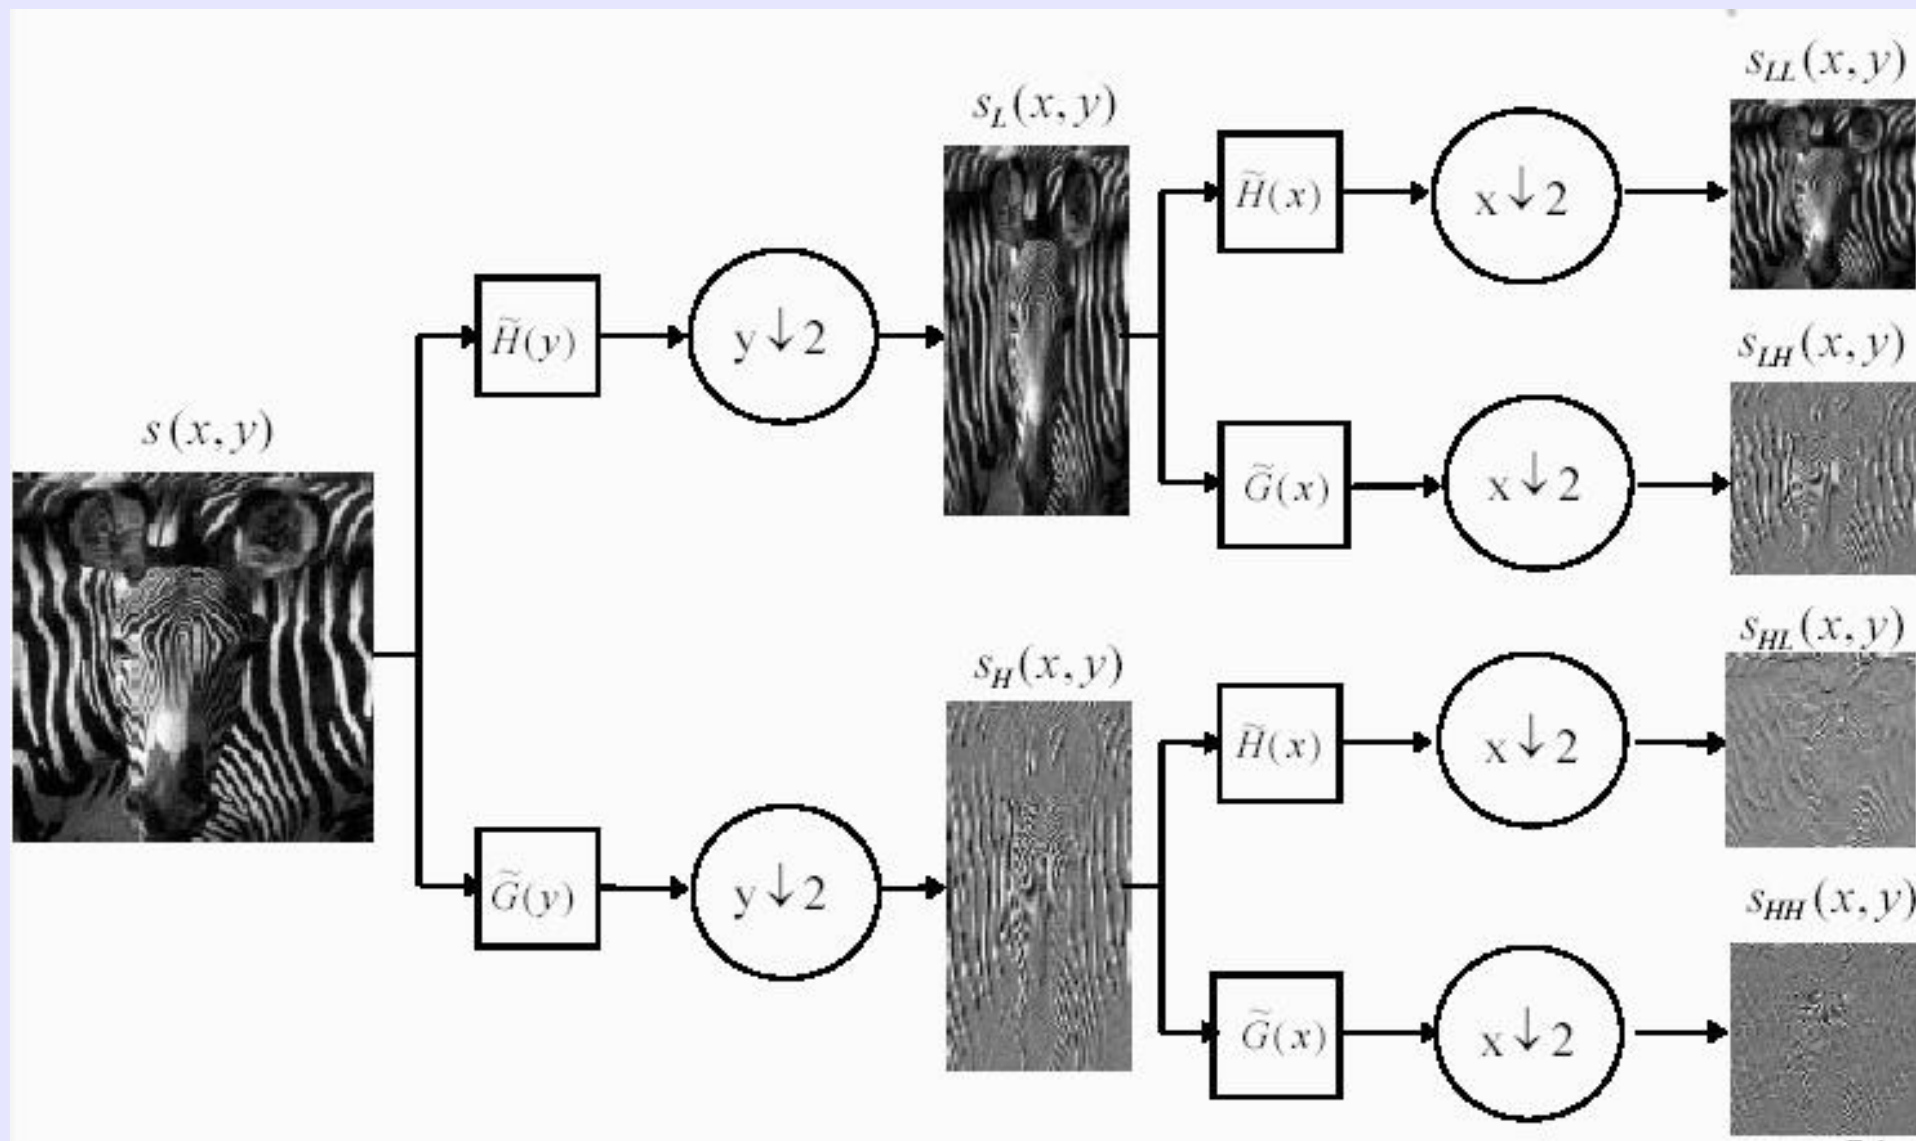 s(x, y)
H̃(y)
y↓2
s_L(x, y)
H̃(x)
x↓2
s_LL(x, y)
G̃(x)
x↓2
s_LH(x, y)
G̃(y)
y↓2
s_H(x, y)
H̃(x)
x↓2
s_HL(x, y)
G̃(x)
x↓2
s_HH(x, y)